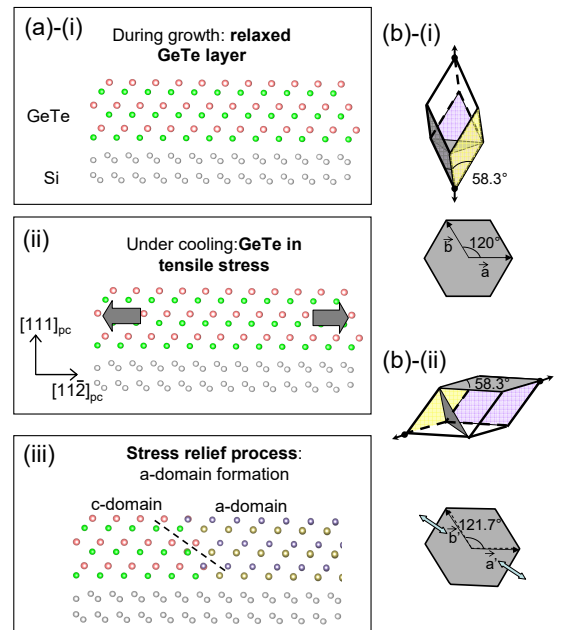 (a)-(i)
During growth: relaxed
GeTe layer
GeTe
Si
(ii)
Under cooling:GeTe in
tensile stress
[111]pc
[112̄]pc
(iii)
Stress relief process:
a-domain formation
c-domain
a-domain
(b)-(i)
58.3°
120°
b
a
(b)-(ii)
58.3°
121.7°
b'
a'